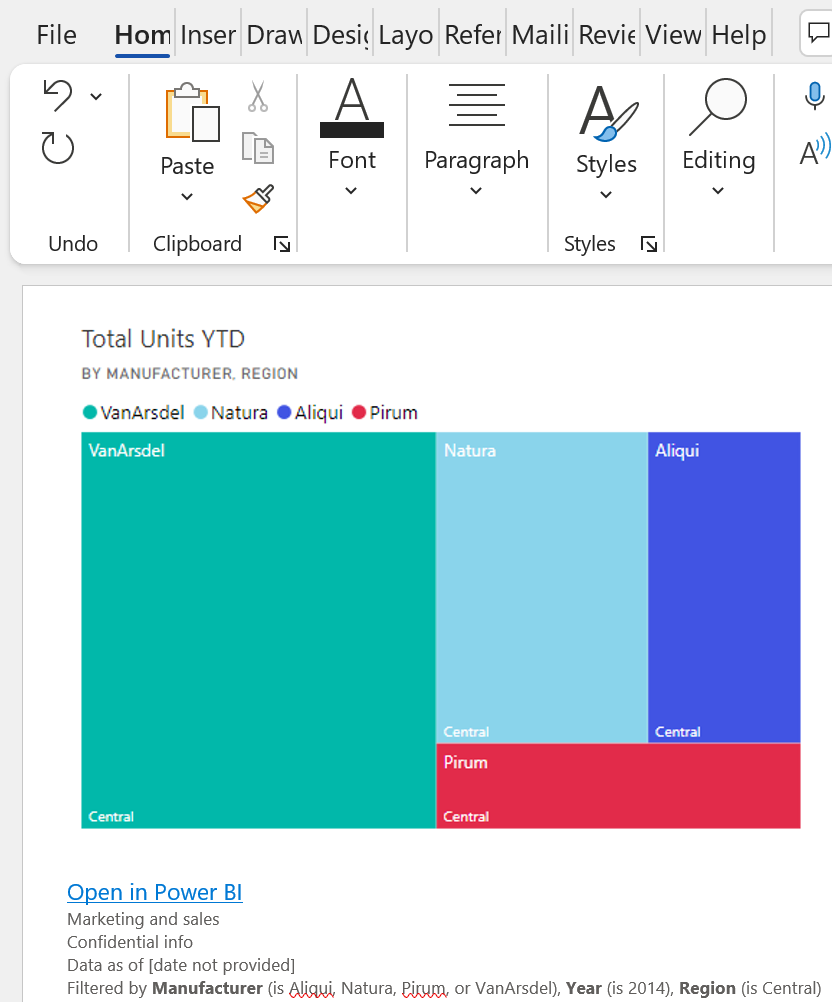 File Hom Inser Draw Desig Layo Refer Maili Revie View Help
Paste
Font
Paragraph
Styles
Editing
Undo
Clipboard
Styles
Total Units YTD
BY MANUFACTURER, REGION
VanArsdel Natura Aliqui Pirum
VanArsdel
Central
Natura
Central
Aliqui
Central
Pirum
Central
Open in Power BI
Marketing and sales
Confidential info
Data as of [date not provided]
Filtered by Manufacturer (is Aliqui, Natura, Pirum, or VanArsdel), Year (is 2014), Region (is Central)